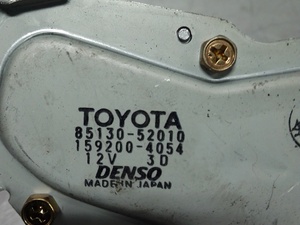 TOYOTA
85130-52010
159200-4054
12V 3D
DENSO
MADE IN JAPAN